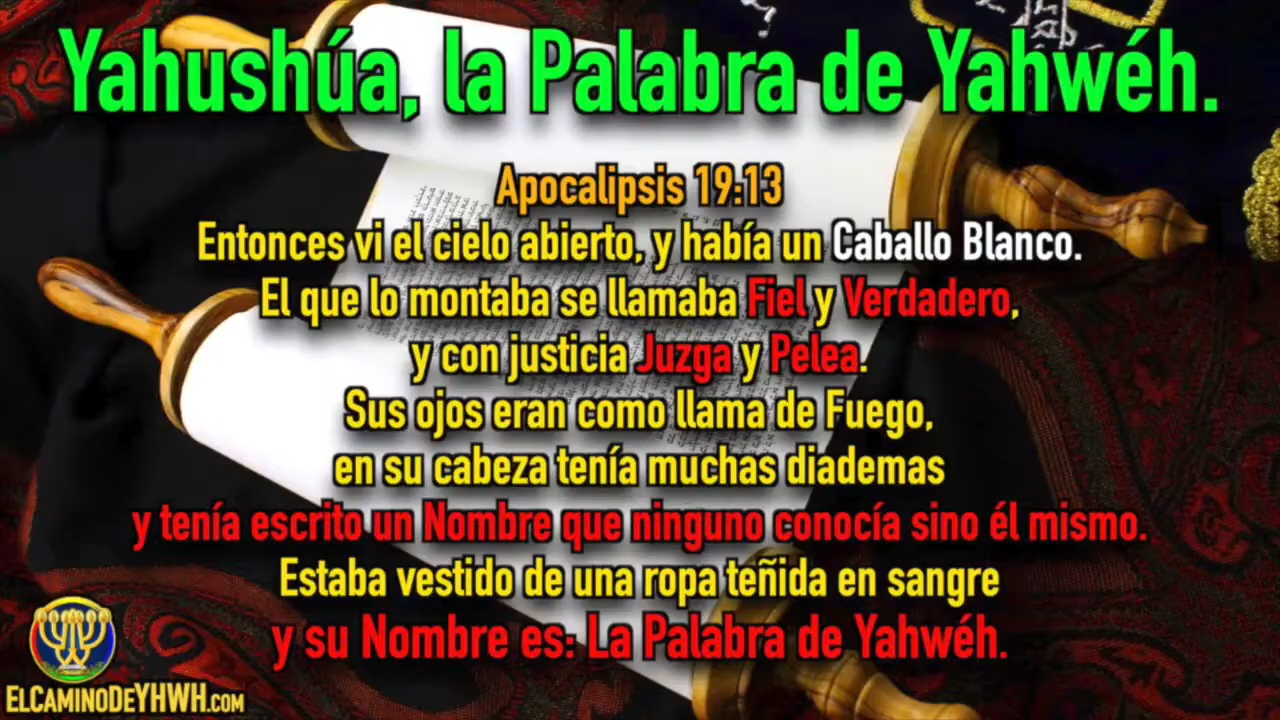 Yahushúa, la Palabra de Yahwéh.
Apocalipsis 19:13
Entonces vi el cielo abierto, y había un Caballo Blanco.
El que lo montaba se llamaba Fiel y Verdadero,
y con justicia Juzga y Pelea.
Sus ojos eran como llama de Fuego,
en su cabeza tenía muchas diademas
y tenía escrito un Nombre que ninguno conocía sino él mismo.
Estaba vestido de una ropa teñida en sangre
y su Nombre es: La Palabra de Yahwéh.
ELCAMINODEYHWH.COM